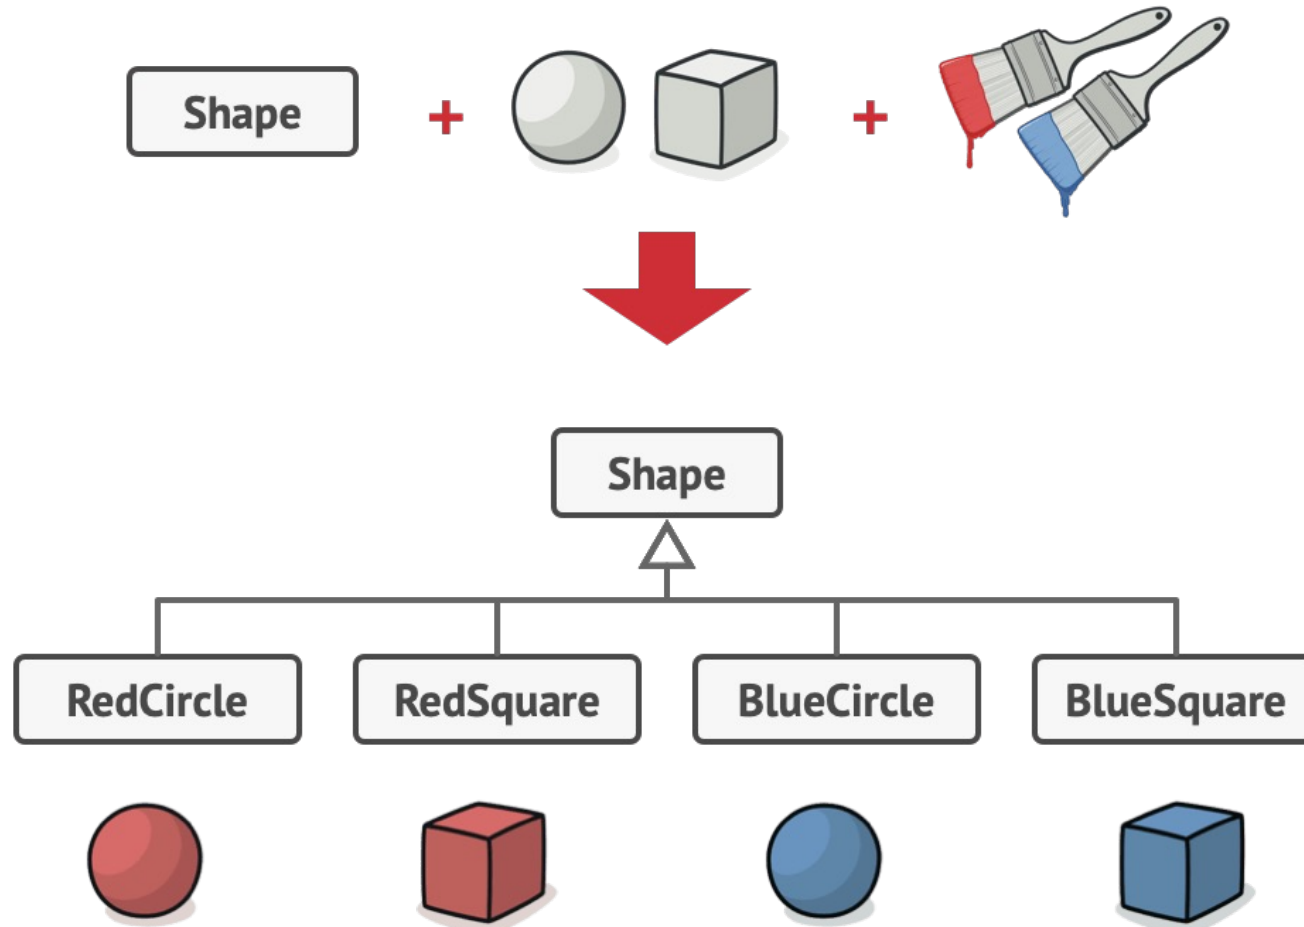 Shape
+
+
Shape
RedCircle
RedSquare
BlueCircle
BlueSquare